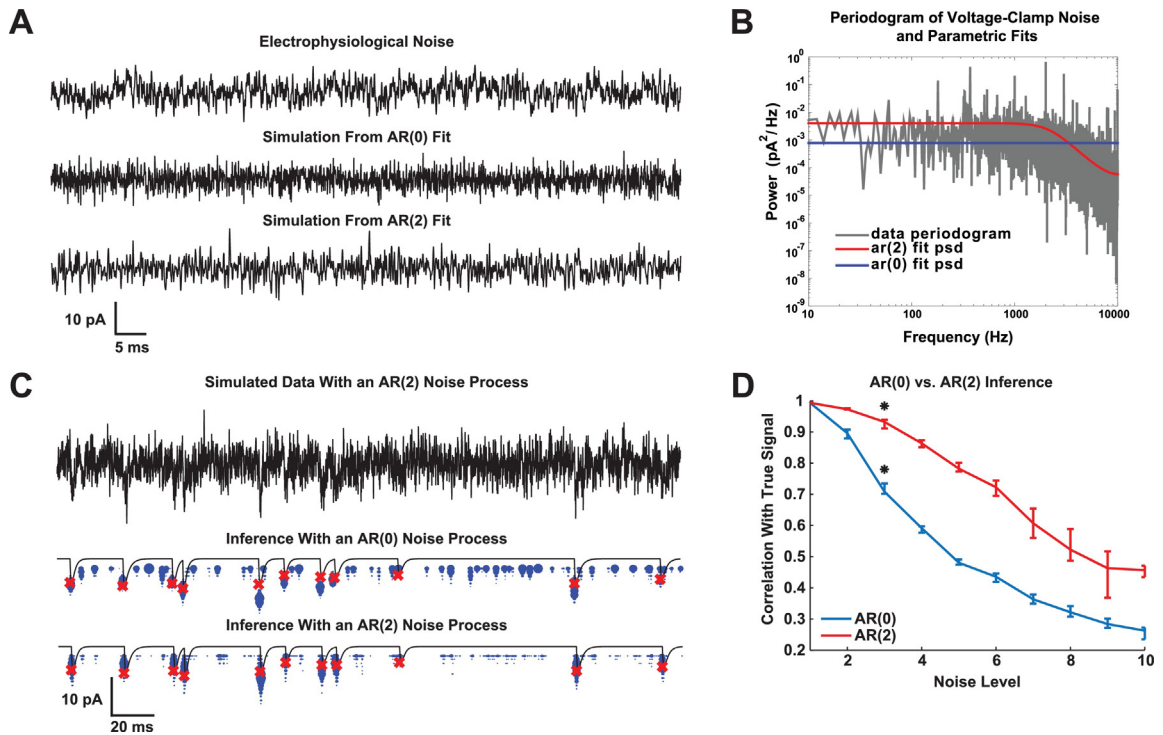 A
Electrophysiological Noise
Simulation From AR(0) Fit
Simulation From AR(2) Fit
10 pA
5 ms
B
Periodogram of Voltage-Clamp Noise
and Parametric Fits
Power (pA²/Hz)
10⁰
10⁻¹
10⁻²
10⁻³
10⁻⁴
10⁻⁵
10⁻⁶
10⁻⁷
10⁻⁸
10⁻⁹
data periodogram
ar(2) fit psd
ar(0) fit psd
10 100 1000 10000
Frequency (Hz)
C
Simulated Data With an AR(2) Noise Process
Inference With an AR(0) Noise Process
Inference With an AR(2) Noise Process
10 pA
20 ms
D
AR(0) vs. AR(2) Inference
Correlation With True Signal
1
0.9
0.8
0.7
0.6
0.5
0.4
0.3
0.2
*
*
AR(0)
AR(2)
2 4 6 8 10
Noise Level